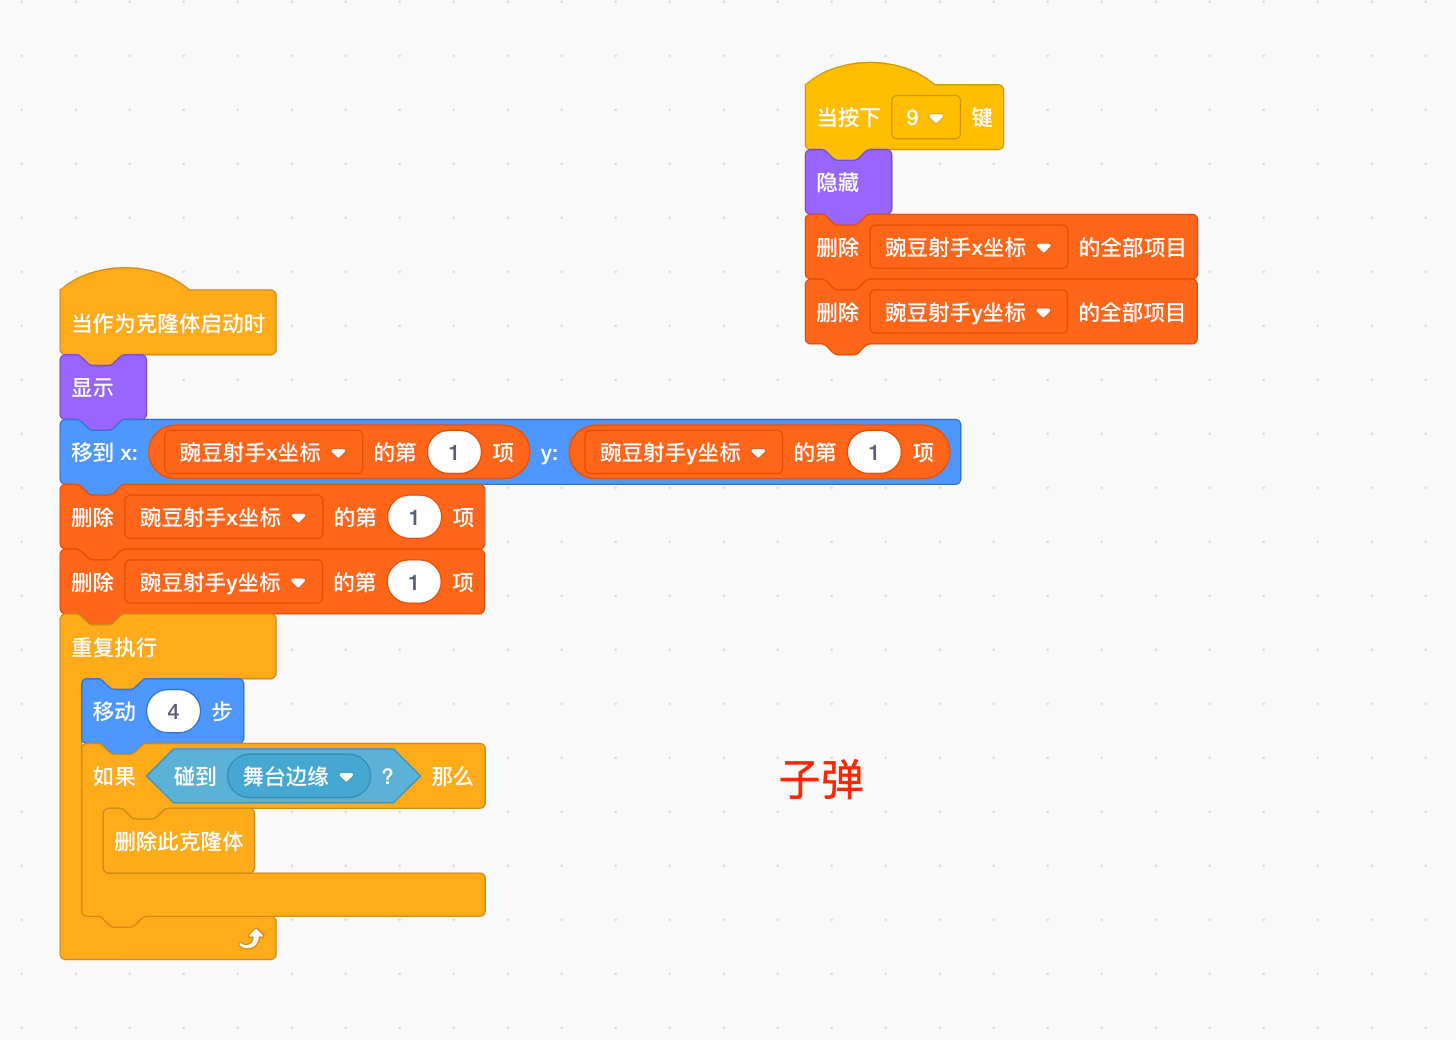 当按下 9 键
隐藏
删除 豌豆射手x坐标 的全部项目
删除 豌豆射手y坐标 的全部项目
当作为克隆体启动时
显示
移到 x: 豌豆射手x坐标 的第 1 项 y: 豌豆射手y坐标 的第 1 项
删除 豌豆射手x坐标 的第 1 项
删除 豌豆射手y坐标 的第 1 项
重复执行
移动 4 步
如果 碰到 舞台边缘 ? 那么
删除此克隆体
子弹